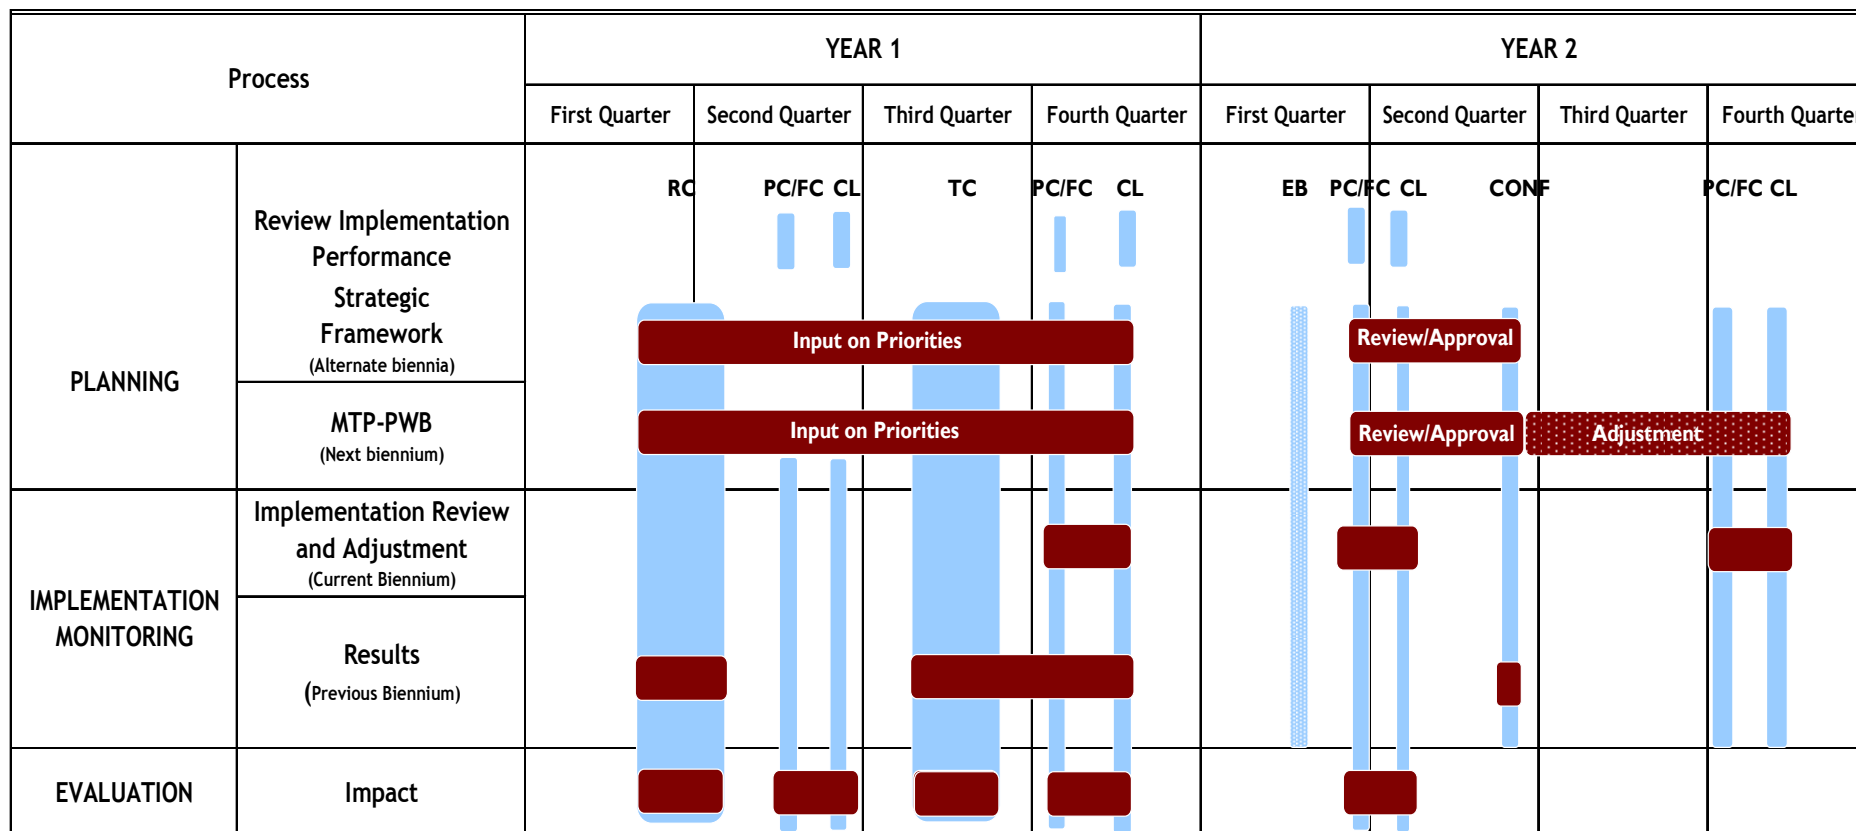 Process
YEAR 1
YEAR 2
First Quarter
Second Quarter
Third Quarter
Fourth Quarter
First Quarter
Second Quarter
Third Quarter
Fourth Quarter
RC
PC/FC
CL
TC
PC/FC
CL
EB
PC/FC
CL
CONF
PC/FC
CL
PLANNING
Review Implementation
Performance
Strategic
Framework
(Alternate biennia)
Input on Priorities
Review/Approval
MTP-PWB
(Next biennium)
Input on Priorities
Review/Approval
Adjustment
IMPLEMENTATION
MONITORING
Implementation Review
and Adjustment
(Current Biennium)
Results
(Previous Biennium)
EVALUATION
Impact